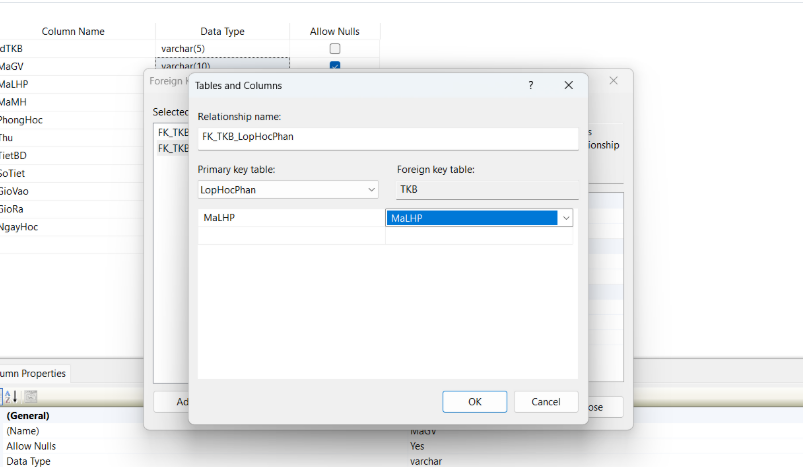 Column Name Data Type Allow Nulls
dTKB varchar(5)
MaGV varchar(10)
MaLHP
MaMH
PhongHoc
Thu
TietBD
SoTiet
GioVao
GioRa
NgayHoc
Foreign K
Selected
FK_TKB
FK_TKB
s
ionship
Ad
ose
Tables and Columns ?
Relationship name:
FK_TKB_LopHocPhan
Primary key table: Foreign key table:
LopHocPhan TKB
MaLHP MaLHP
OK Cancel
umn Properties
(General)
(Name) MaGV
Allow Nulls Yes
Data Type varchar